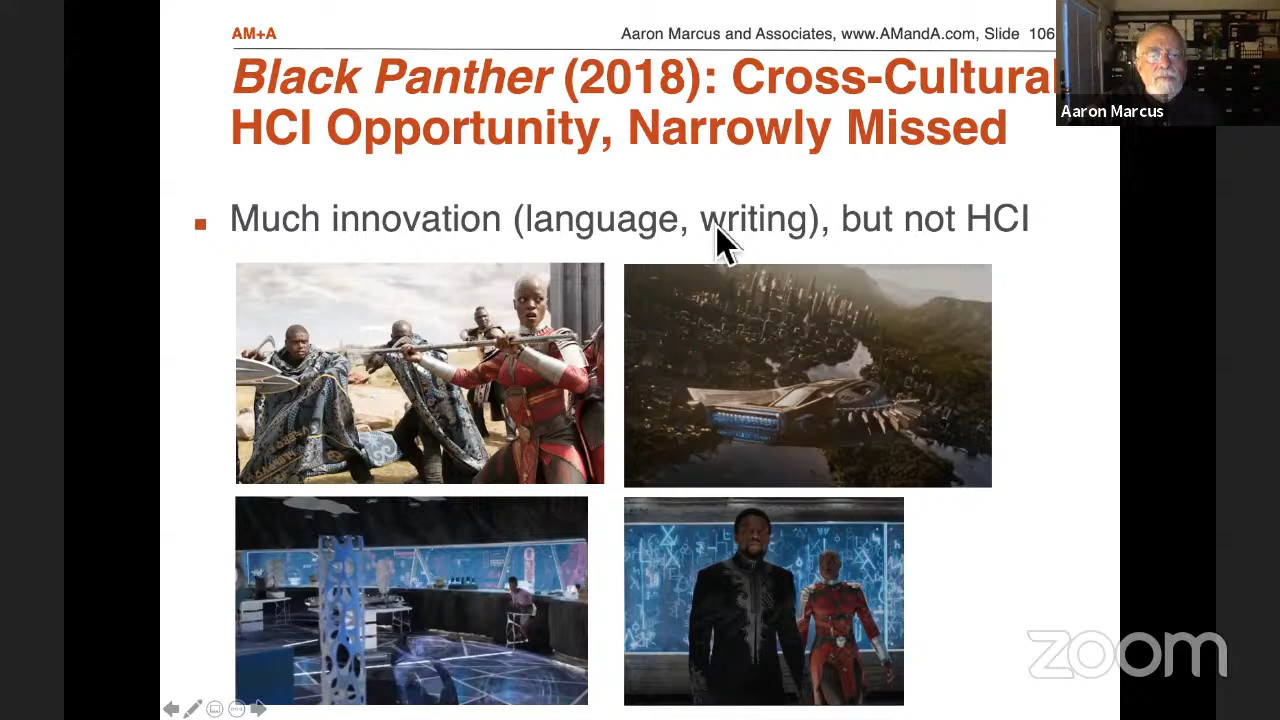 AM+A
Aaron Marcus and Associates, www.AMandA.com, Slide 106
Black Panther (2018): Cross-Cultural
HCI Opportunity, Narrowly Missed
Aaron Marcus
■ Much innovation (language, writing), but not HCI
zoom